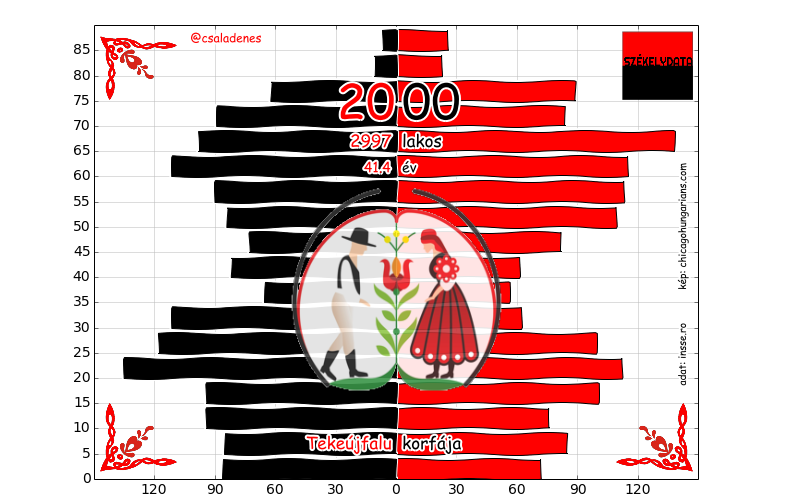 @csaladenes
SZÉKELYDATA
2000
2997 lakos
41,4 év
kép: chicagohungarians.com
adat: insse.ro
Tekeújfalu korfája
85
80
75
70
65
60
55
50
45
40
35
30
25
20
15
10
5
0
120 90 60 30 0 30 60 90 120